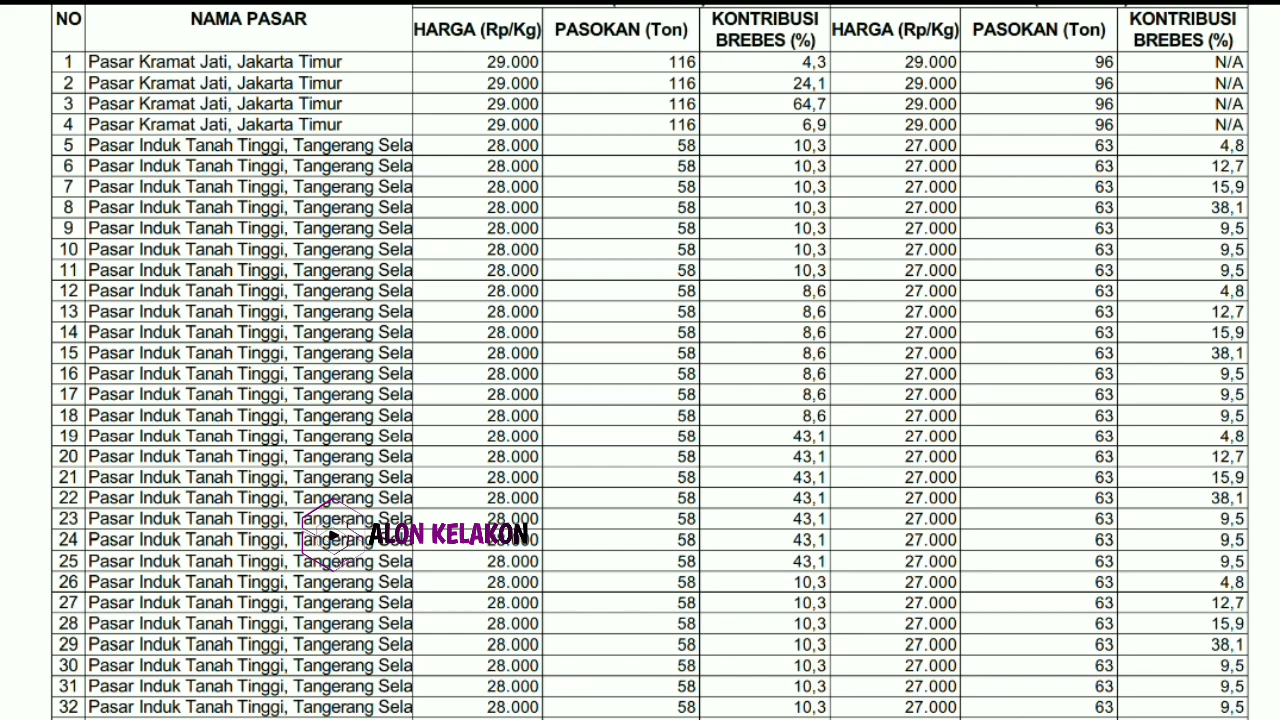 NO NAMA PASAR HARGA (Rp/Kg) PASOKAN (Ton) KONTRIBUSI BREBES (%) HARGA (Rp/Kg) PASOKAN (Ton) KONTRIBUSI BREBES (%)
1 Pasar Kramat Jati, Jakarta Timur 29.000 116 4,3 29.000 96 N/A
2 Pasar Kramat Jati, Jakarta Timur 29.000 116 24,1 29.000 96 N/A
3 Pasar Kramat Jati, Jakarta Timur 29.000 116 64,7 29.000 96 N/A
4 Pasar Kramat Jati, Jakarta Timur 29.000 116 6,9 29.000 96 N/A
5 Pasar Induk Tanah Tinggi, Tangerang Sela 28.000 58 10,3 27.000 63 4,8
6 Pasar Induk Tanah Tinggi, Tangerang Sela 28.000 58 10,3 27.000 63 12,7
7 Pasar Induk Tanah Tinggi, Tangerang Sela 28.000 58 10,3 27.000 63 15,9
8 Pasar Induk Tanah Tinggi, Tangerang Sela 28.000 58 10,3 27.000 63 38,1
9 Pasar Induk Tanah Tinggi, Tangerang Sela 28.000 58 10,3 27.000 63 9,5
10 Pasar Induk Tanah Tinggi, Tangerang Sela 28.000 58 10,3 27.000 63 9,5
11 Pasar Induk Tanah Tinggi, Tangerang Sela 28.000 58 10,3 27.000 63 9,5
12 Pasar Induk Tanah Tinggi, Tangerang Sela 28.000 58 8,6 27.000 63 4,8
13 Pasar Induk Tanah Tinggi, Tangerang Sela 28.000 58 8,6 27.000 63 12,7
14 Pasar Induk Tanah Tinggi, Tangerang Sela 28.000 58 8,6 27.000 63 15,9
15 Pasar Induk Tanah Tinggi, Tangerang Sela 28.000 58 8,6 27.000 63 38,1
16 Pasar Induk Tanah Tinggi, Tangerang Sela 28.000 58 8,6 27.000 63 9,5
17 Pasar Induk Tanah Tinggi, Tangerang Sela 28.000 58 8,6 27.000 63 9,5
18 Pasar Induk Tanah Tinggi, Tangerang Sela 28.000 58 8,6 27.000 63 9,5
19 Pasar Induk Tanah Tinggi, Tangerang Sela 28.000 58 43,1 27.000 63 4,8
20 Pasar Induk Tanah Tinggi, Tangerang Sela 28.000 58 43,1 27.000 63 12,7
21 Pasar Induk Tanah Tinggi, Tangerang Sela 28.000 58 43,1 27.000 63 15,9
22 Pasar Induk Tanah Tinggi, Tangerang Sela 28.000 58 43,1 27.000 63 38,1
23 Pasar Induk Tanah Tinggi, Tangerang Sela 28.000 58 43,1 27.000 63 9,5
24 Pasar Induk Tanah Tinggi, Tangerang 58 43,1 27.000 63 9,5
ALON KELAKON
25 Pasar Induk Tanah Tinggi, Tangerang Sela 28.000 58 43,1 27.000 63 9,5
26 Pasar Induk Tanah Tinggi, Tangerang Sela 28.000 58 10,3 27.000 63 4,8
27 Pasar Induk Tanah Tinggi, Tangerang Sela 28.000 58 10,3 27.000 63 12,7
28 Pasar Induk Tanah Tinggi, Tangerang Sela 28.000 58 10,3 27.000 63 15,9
29 Pasar Induk Tanah Tinggi, Tangerang Sela 28.000 58 10,3 27.000 63 38,1
30 Pasar Induk Tanah Tinggi, Tangerang Sela 28.000 58 10,3 27.000 63 9,5
31 Pasar Induk Tanah Tinggi, Tangerang Sela 28.000 58 10,3 27.000 63 9,5
32 Pasar Induk Tanah Tinggi, Tangerang Sela 28.000 58 10,3 27.000 63 9,5